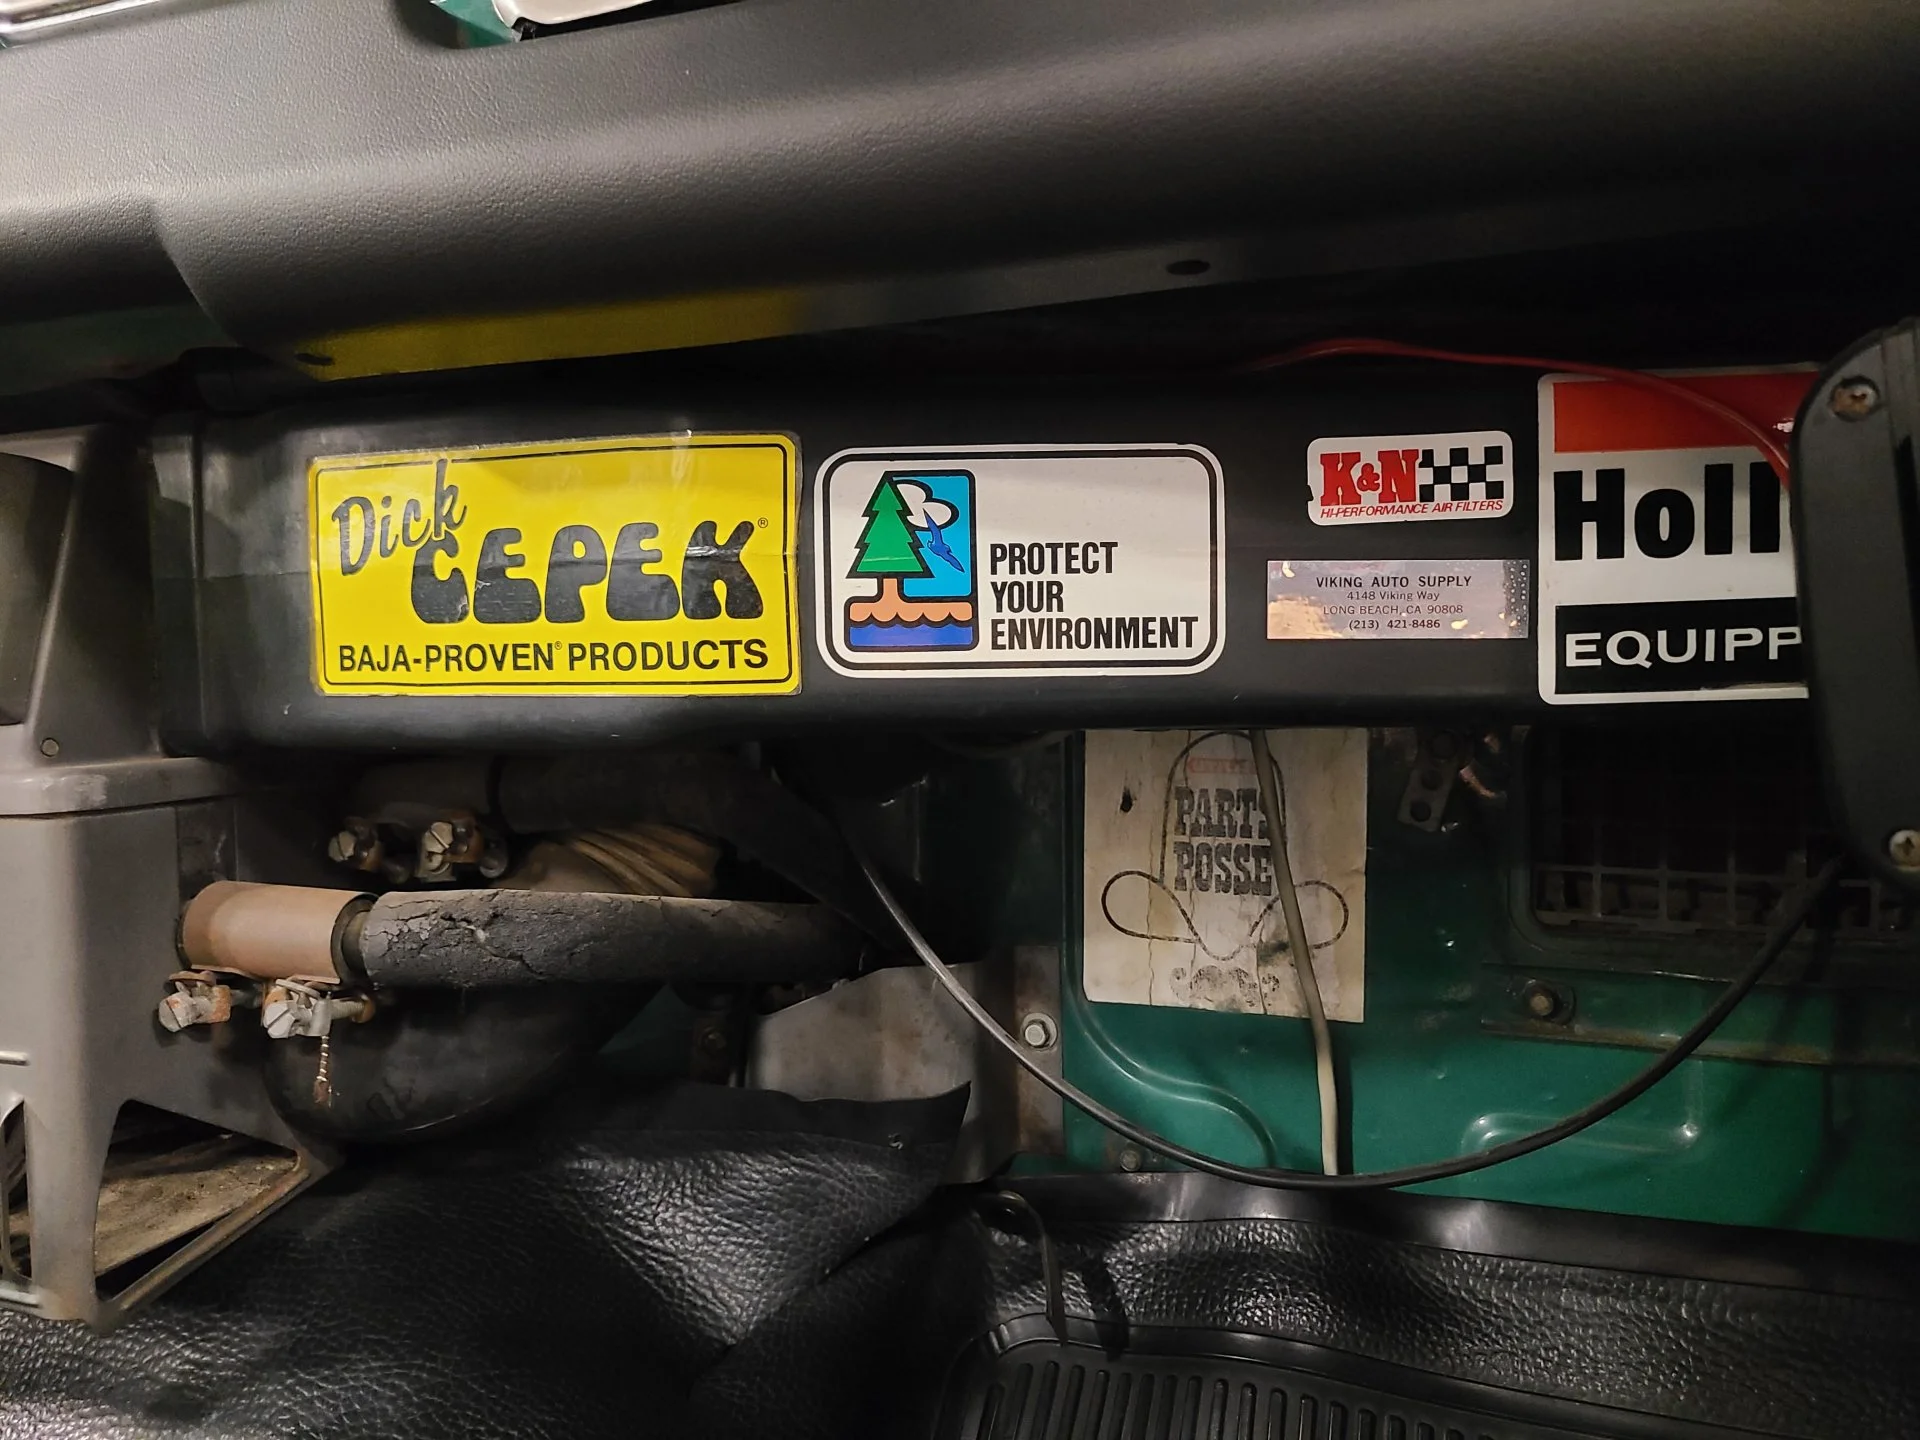 Dick
CEPEK®
BAJA-PROVEN® PRODUCTS
PROTECT
YOUR
ENVIRONMENT
K&N
HI-PERFORMANCE AIR FILTERS
VIKING AUTO SUPPLY
4148 Viking Way
LONG BEACH, CA 90808
(213) 421-8486
Holl
EQUIPP
PARTS
POSSE